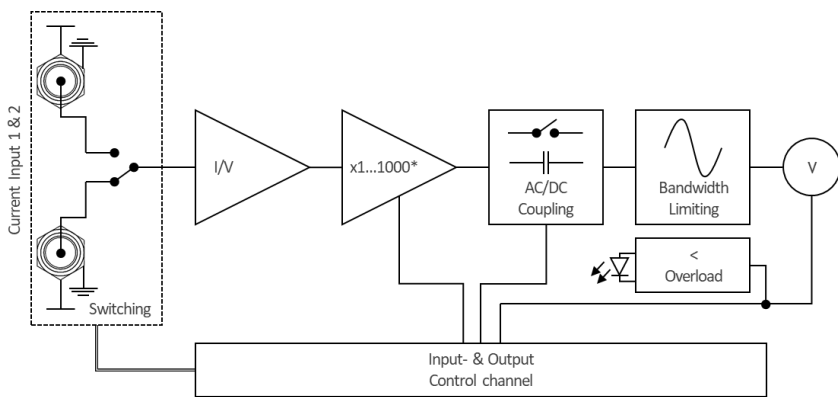 Current Input 1 & 2
I/V
x1...1000*
AC/DC
Coupling
Bandwidth
Limiting
V
<
Overload
Switching
Input- & Output
Control channel